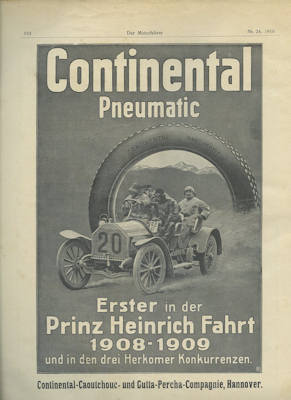 Der Motorfahrer
Continental
Pneumatic
20
Erster in der
Prinz Heinrich Fahrt
1908-1909
und in den drei Herkomer Konkurrenzen.
Continental-Caoutchouc- und Gutta-Percha-Compagnie, Hannover.